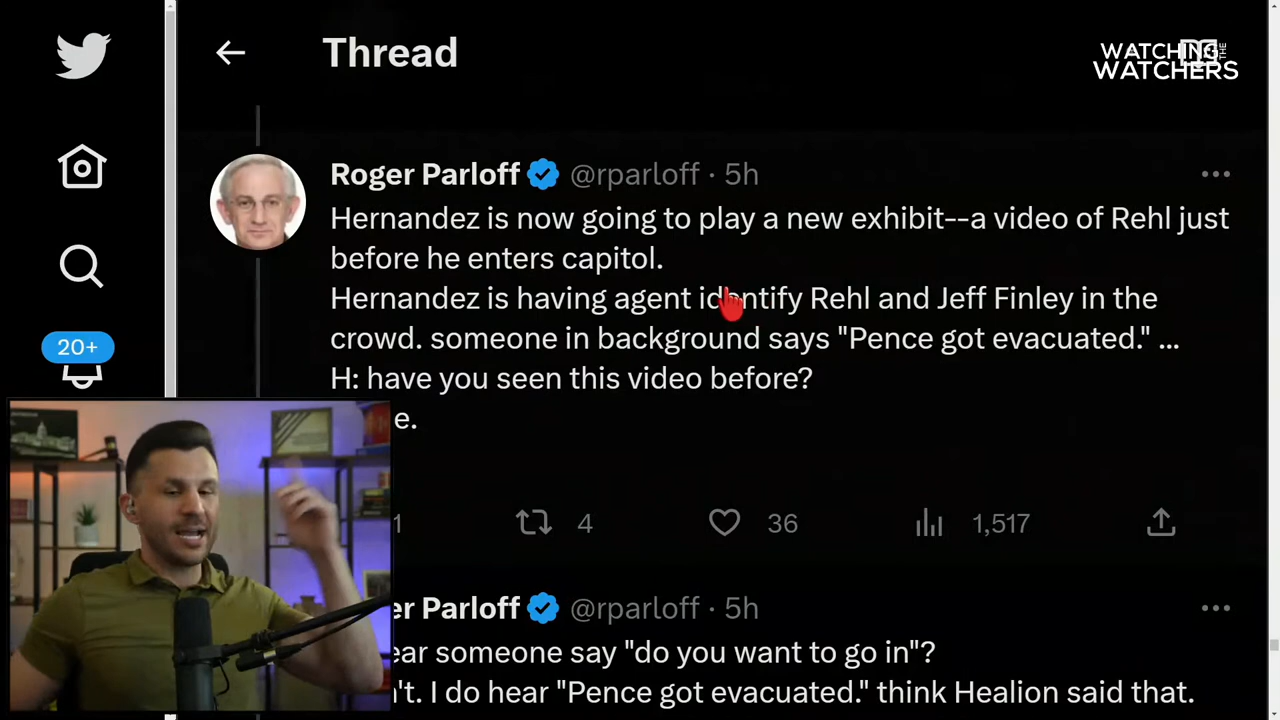 Thread
WATCHING THE
WATCHERS
Roger Parloff @rparloff · 5h
Hernandez is now going to play a new exhibit--a video of Rehl just
before he enters capitol.
Hernandez is having agent identify Rehl and Jeff Finley in the
crowd. someone in background says "Pence got evacuated." ...
H: have you seen this video before?
e.
20+
1 4 36 1,517
er Parloff @rparloff · 5h
ear someone say "do you want to go in"?
't. I do hear "Pence got evacuated." think Healion said that.